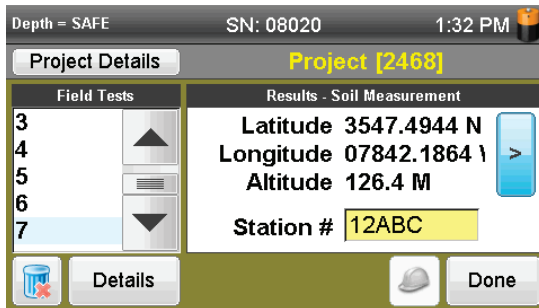 Depth = SAFE SN: 08020 1:32 PM
Project Details Project [2468]
Field Tests
3
4
5
6
7
Results - Soil Measurement
Latitude 3547.4944 N
Longitude 07842.1864
Altitude 126.4 M
Station # 12ABC
>
Details
Done